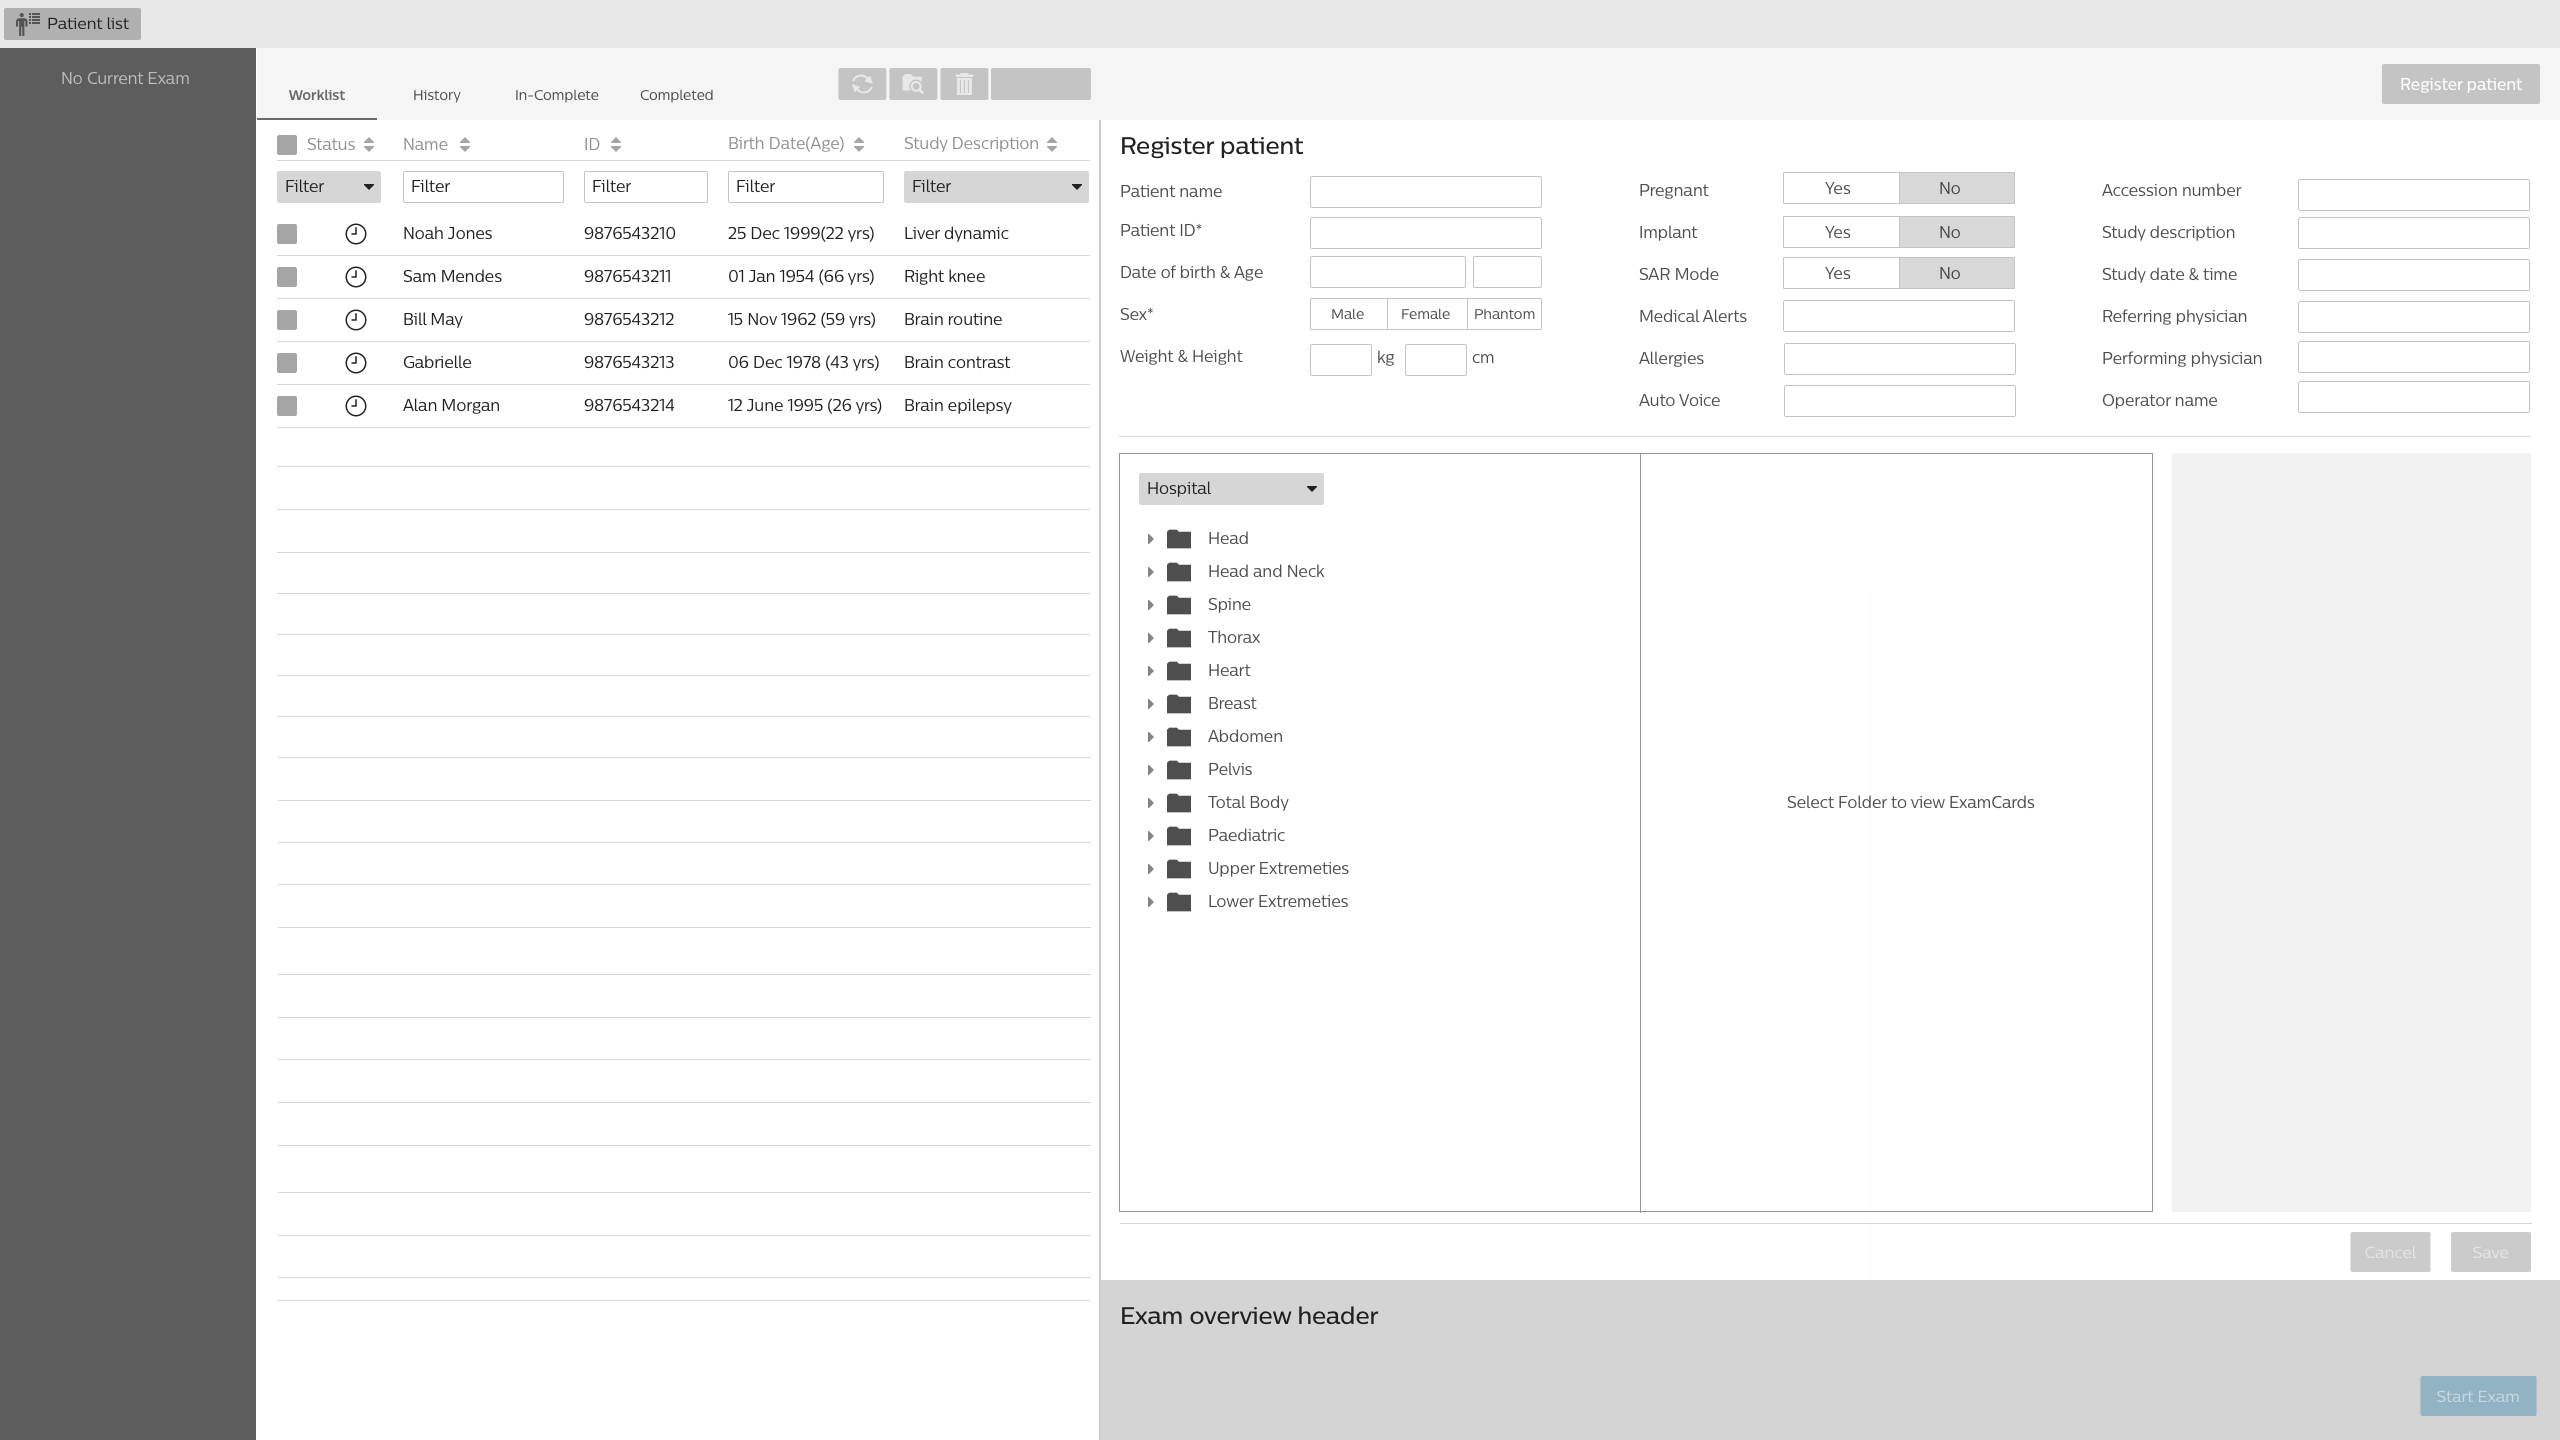 Patient list
No Current Exam
Worklist History In-Complete Completed
Register patient
Status Name ID Birth Date(Age) Study Description
Filter Filter Filter Filter Filter
Noah Jones 9876543210 25 Dec 1999(22 yrs) Liver dynamic
Sam Mendes 9876543211 01 Jan 1954 (66 yrs) Right knee
Bill May 9876543212 15 Nov 1962 (59 yrs) Brain routine
Gabrielle 9876543213 06 Dec 1978 (43 yrs) Brain contrast
Alan Morgan 9876543214 12 June 1995 (26 yrs) Brain epilepsy
Register patient
Patient name
Patient ID*
Date of birth & Age
Sex* Male Female Phantom
Weight & Height kg cm
Pregnant Yes No
Implant Yes No
SAR Mode Yes No
Medical Alerts
Allergies
Auto Voice
Accession number
Study description
Study date & time
Referring physician
Performing physician
Operator name
Hospital
Head
Head and Neck
Spine
Thorax
Heart
Breast
Abdomen
Pelvis
Total Body
Paediatric
Upper Extremeties
Lower Extremeties
Select Folder to view ExamCards
Cancel Save
Exam overview header
Start Exam